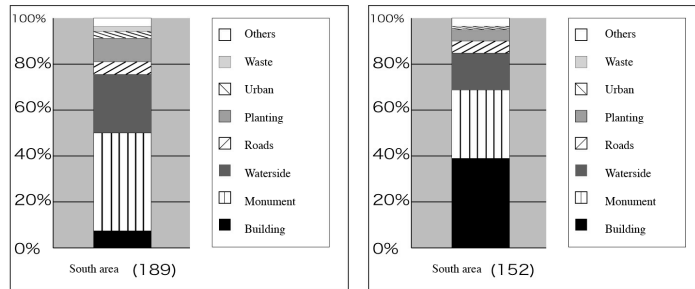 100%
80%
60%
40%
20%
0%
South area (189)
Others
Waste
Urban
Planting
Roads
Waterside
Monument
Building
100%
80%
60%
40%
20%
0%
South area (152)
Others
Waste
Urban
Planting
Roads
Waterside
Monument
Building